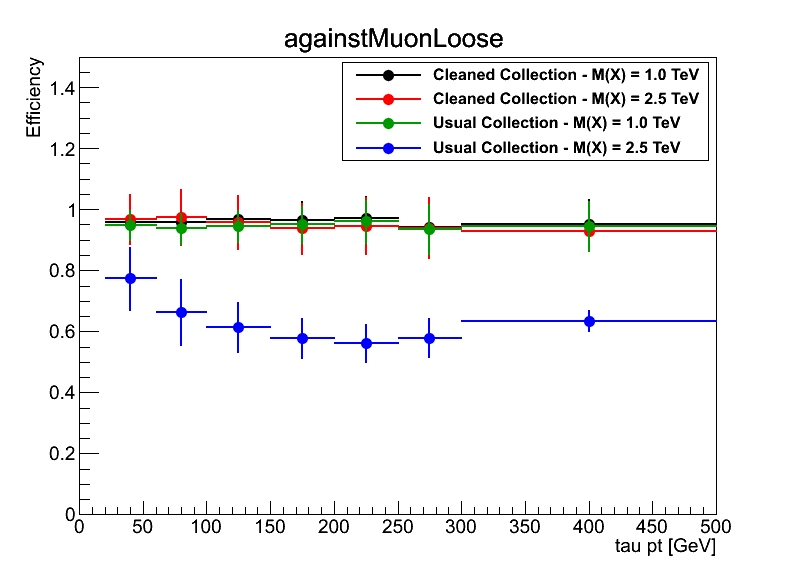 againstMuonLoose
Efficiency
Cleaned Collection - M(X) = 1.0 TeV
Cleaned Collection - M(X) = 2.5 TeV
Usual Collection - M(X) = 1.0 TeV
Usual Collection - M(X) = 2.5 TeV
1.4
1.2
1
0.8
0.6
0.4
0.2
0
0 50 100 150 200 250 300 350 400 450 500
tau pt [GeV]